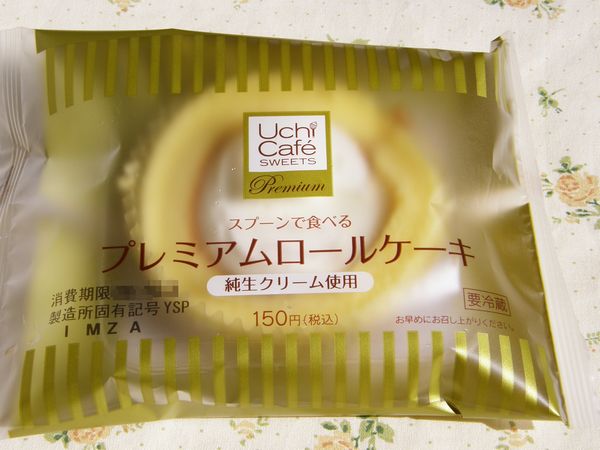 Uchi
Café
SWEETS
Premium
スプーンで食べる
プレミアムロールケーキ
純生クリーム使用
消費期限
製造所固有記号 YSP
I MZA
150円(税込)
要冷蔵
お早めにお召し上がりください。